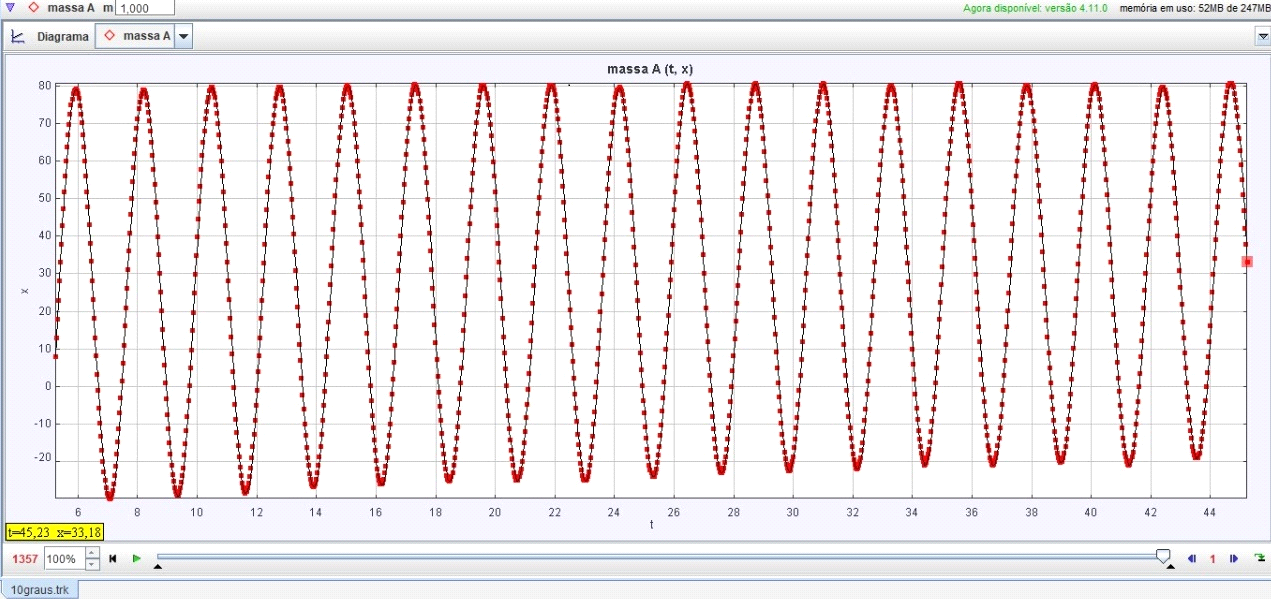 massa A m 1,000 Agora disponível: versão 4.11.0 memória em uso: 52MB de 247MB
Diagrama massa A
massa A (t, x)
80
70
60
50
40
30
x
20
10
0
-10
-20
6 8 10 12 14 16 18 20 22 24 26 28 30 32 34 36 38 40 42 44
t
t=45,23 x=33,18
1357 100% 1
10graus.trk